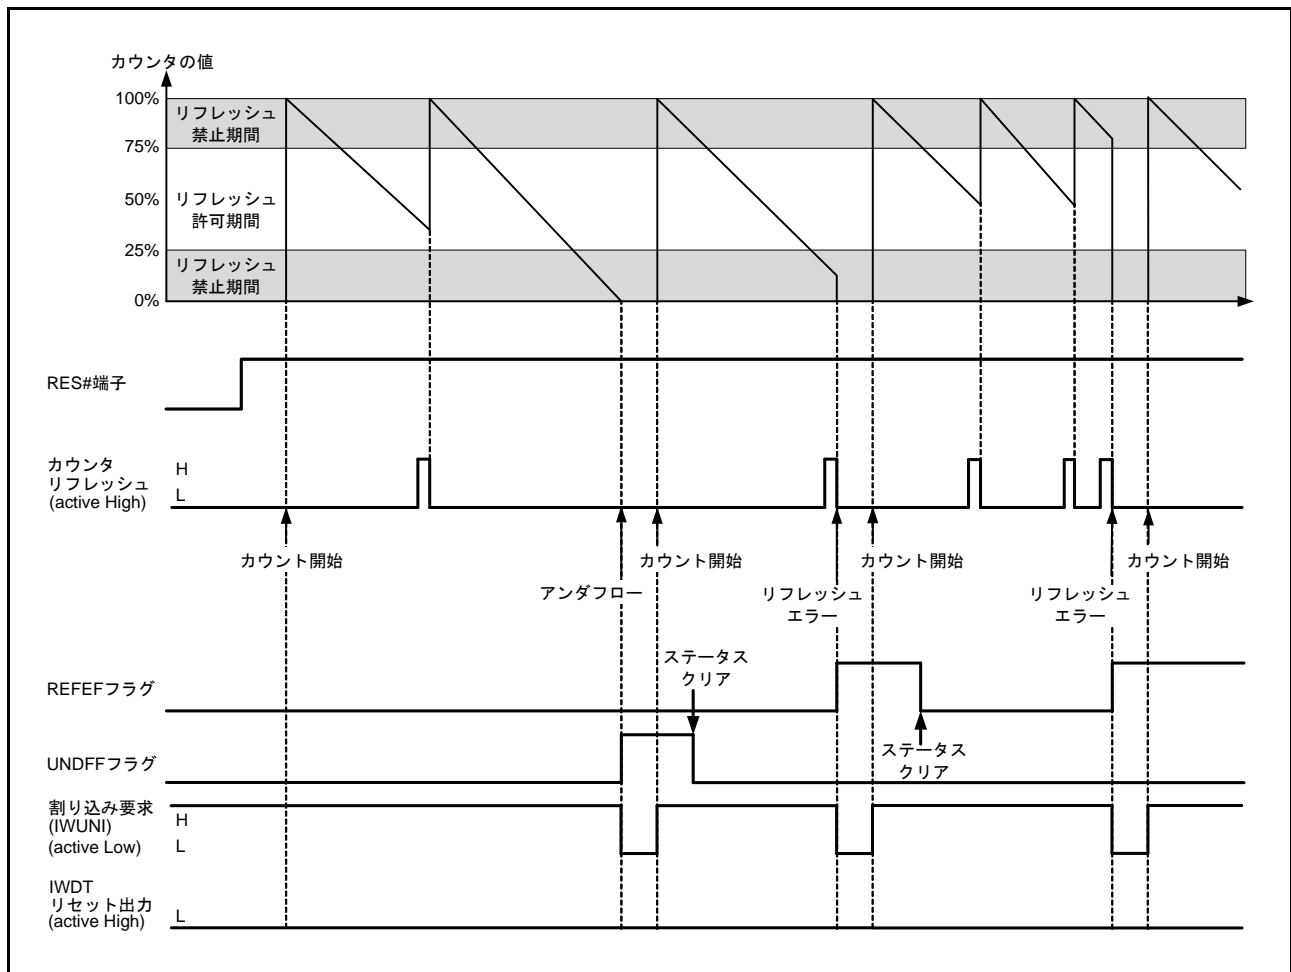 カウンタの値
100%
リフレッシュ
禁止期間
75%
50%
リフレッシュ
許可期間
25%
リフレッシュ
禁止期間
0%
RES#端子
カウンタ
リフレッシュ
(active High)
H
L
カウント開始
カウント開始
カウント開始
カウント開始
アンダフロー
リフレッシュ
エラー
リフレッシュ
エラー
ステータス
クリア
REFEFフラグ
ステータス
クリア
UNDFFフラグ
割り込み要求
(IWUNI)
(active Low)
H
L
IWDT
リセット出力
(active High)
L